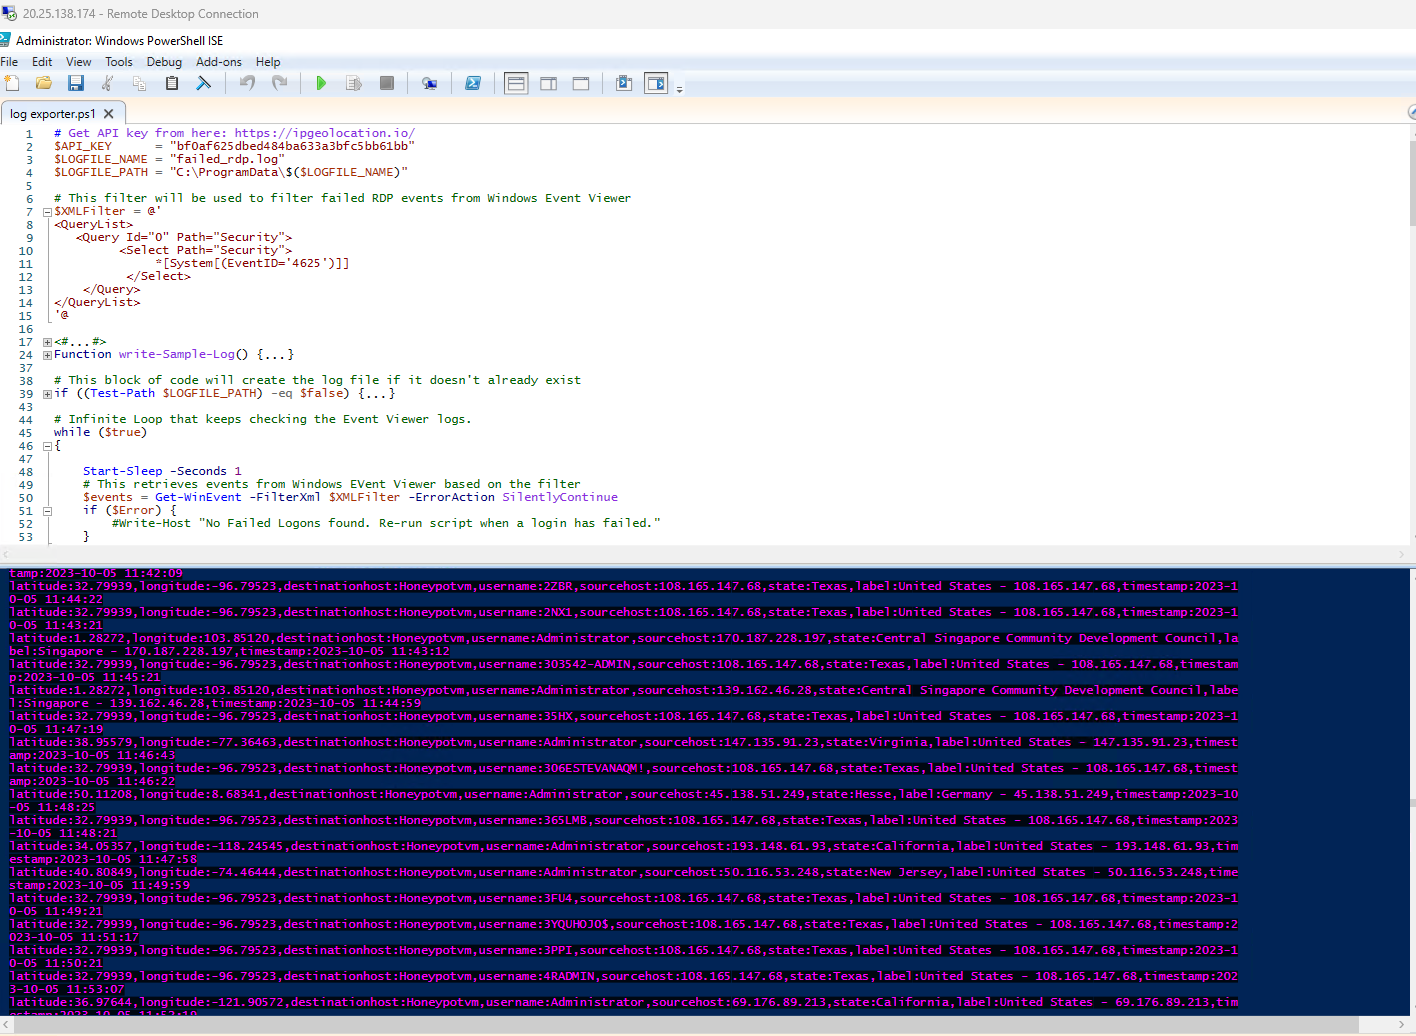 20.25.138.174 - Remote Desktop Connection
Administrator: Windows PowerShell ISE
File Edit View Tools Debug Add-ons Help
log exporter.ps1
1 # Get API key from here: https://ipgeolocation.io/
2 $API_KEY = "bf0af625dbed484ba633a3bfc5bb61bb"
3 $LOGFILE_NAME = "failed_rdp.log"
4 $LOGFILE_PATH = "C:\ProgramData\$($LOGFILE_NAME)"
5
6 # This filter will be used to filter failed RDP events from Windows Event Viewer
7 $XMLFilter = @'
8 <QueryList>
9 <Query Id="0" Path="Security">
10 <Select Path="Security">
11 *[System[(EventID='4625')]]
12 </Select>
13 </Query>
14 </QueryList>
15 '@
16
17 <#...#>
24 Function write-Sample-Log() {...}
37
38 # This block of code will create the log file if it doesn't already exist
39 if ((Test-Path $LOGFILE_PATH) -eq $false) {...}
43
44 # Infinite Loop that keeps checking the Event Viewer logs.
45 while ($true)
46 {
47
48 Start-Sleep -Seconds 1
49 # This retrieves events from Windows EVent Viewer based on the filter
50 $events = Get-WinEvent -FilterXml $XMLFilter -ErrorAction SilentlyContinue
51 if ($Error) {
52 #Write-Host "No Failed Logons found. Re-run script when a login has failed."
53 }
tamp:2023-10-05 11:42:09
latitude:32.79939,longitude:-96.79523,destinationhost:Honeypotvm,username:2ZBR,sourcehost:108.165.147.68,state:Texas,label:United States - 108.165.147.68,timestamp:2023-1
0-05 11:44:22
latitude:32.79939,longitude:-96.79523,destinationhost:Honeypotvm,username:2NX1,sourcehost:108.165.147.68,state:Texas,label:United States - 108.165.147.68,timestamp:2023-1
0-05 11:43:21
latitude:1.28272,longitude:103.85120,destinationhost:Honeypotvm,username:Administrator,sourcehost:170.187.228.197,state:Central Singapore Community Development Council,la
bel:Singapore - 170.187.228.197,timestamp:2023-10-05 11:43:12
latitude:32.79939,longitude:-96.79523,destinationhost:Honeypotvm,username:303542-ADMIN,sourcehost:108.165.147.68,state:Texas,label:United States - 108.165.147.68,timestam
p:2023-10-05 11:45:21
latitude:1.28272,longitude:103.85120,destinationhost:Honeypotvm,username:Administrator,sourcehost:139.162.46.28,state:Central Singapore Community Development Council,labe
l:Singapore - 139.162.46.28,timestamp:2023-10-05 11:44:59
latitude:32.79939,longitude:-96.79523,destinationhost:Honeypotvm,username:35HX,sourcehost:108.165.147.68,state:Texas,label:United States - 108.165.147.68,timestamp:2023-1
0-05 11:47:19
latitude:38.95579,longitude:-77.36463,destinationhost:Honeypotvm,username:Administrator,sourcehost:147.135.91.23,state:Virginia,label:United States - 147.135.91.23,timest
amp:2023-10-05 11:46:43
latitude:32.79939,longitude:-96.79523,destinationhost:Honeypotvm,username:306ESTEVANAQM!,sourcehost:108.165.147.68,state:Texas,label:United States - 108.165.147.68,timest
amp:2023-10-05 11:46:22
latitude:50.11208,longitude:8.68341,destinationhost:Honeypotvm,username:Administrator,sourcehost:45.138.51.249,state:Hesse,label:Germany - 45.138.51.249,timestamp:2023-10
-05 11:48:25
latitude:32.79939,longitude:-96.79523,destinationhost:Honeypotvm,username:365LMB,sourcehost:108.165.147.68,state:Texas,label:United States - 108.165.147.68,timestamp:2023
-10-05 11:48:21
latitude:34.05357,longitude:-118.24545,destinationhost:Honeypotvm,username:Administrator,sourcehost:193.148.61.93,state:California,label:United States - 193.148.61.93,tim
estamp:2023-10-05 11:47:58
latitude:40.80849,longitude:-74.46444,destinationhost:Honeypotvm,username:Administrator,sourcehost:50.116.53.248,state:New Jersey,label:United States - 50.116.53.248,time
stamp:2023-10-05 11:49:59
latitude:32.79939,longitude:-96.79523,destinationhost:Honeypotvm,username:3FU4,sourcehost:108.165.147.68,state:Texas,label:United States - 108.165.147.68,timestamp:2023-1
0-05 11:49:21
latitude:32.79939,longitude:-96.79523,destinationhost:Honeypotvm,username:3YQUHOJO$,sourcehost:108.165.147.68,state:Texas,label:United States - 108.165.147.68,timestamp:2
023-10-05 11:51:17
latitude:32.79939,longitude:-96.79523,destinationhost:Honeypotvm,username:3PPI,sourcehost:108.165.147.68,state:Texas,label:United States - 108.165.147.68,timestamp:2023-1
0-05 11:50:21
latitude:32.79939,longitude:-96.79523,destinationhost:Honeypotvm,username:4RADMIN,sourcehost:108.165.147.68,state:Texas,label:United States - 108.165.147.68,timestamp:202
3-10-05 11:53:07
latitude:36.97644,longitude:-121.90572,destinationhost:Honeypotvm,username:Administrator,sourcehost:69.176.89.213,state:California,label:United States - 69.176.89.213,tim